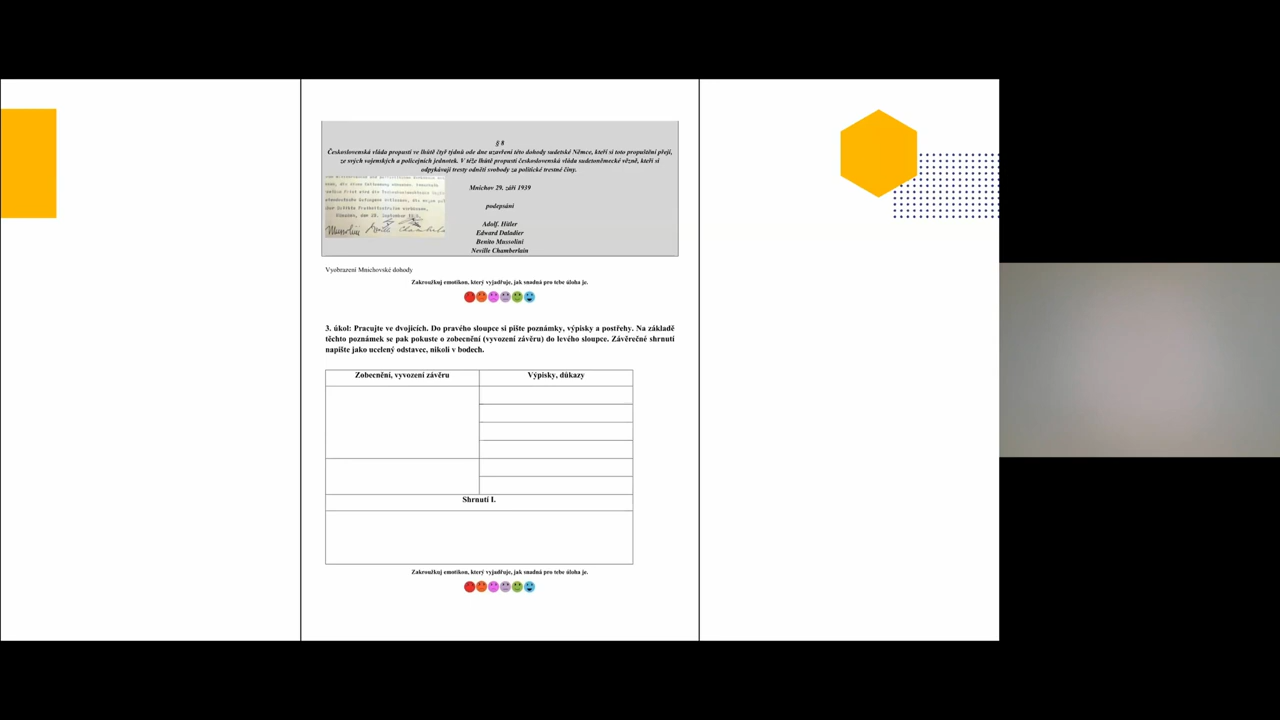 § 8
Československá vláda propustí ve lhůtě čtyř týdnů ode dne uzavření této dohody sudetské Němce, kteří si toto propuštění přejí,
ze svých vojenských a policejních jednotek. V téže lhůtě propustí československá vláda sudetoněmecké vězně, kteří si
odpykávají tresty odnětí svobody za politické trestné činy.
Mnichov 29. září 1939
podepsáni
Adolf. Hitler
Edward Daladier
Benito Mussolini
Neville Chamberlain
Vyobrazení Mnichovské dohody
Zakroužkuj emotikon, který vyjadřuje, jak snadná pro tebe úloha je.
3. úkol: Pracujte ve dvojicích. Do pravého sloupce si pište poznámky, výpisky a postřehy. Na základě
těchto poznámek se pak pokuste o zobecnění (vyvození závěru) do levého sloupce. Závěrečné shrnutí
napište jako ucelený odstavec, nikoli v bodech.
Zobecnění, vyvození závěru
Výpisky, důkazy
Shrnutí I.
Zakroužkuj emotikon, který vyjadřuje, jak snadná pro tebe úloha je.